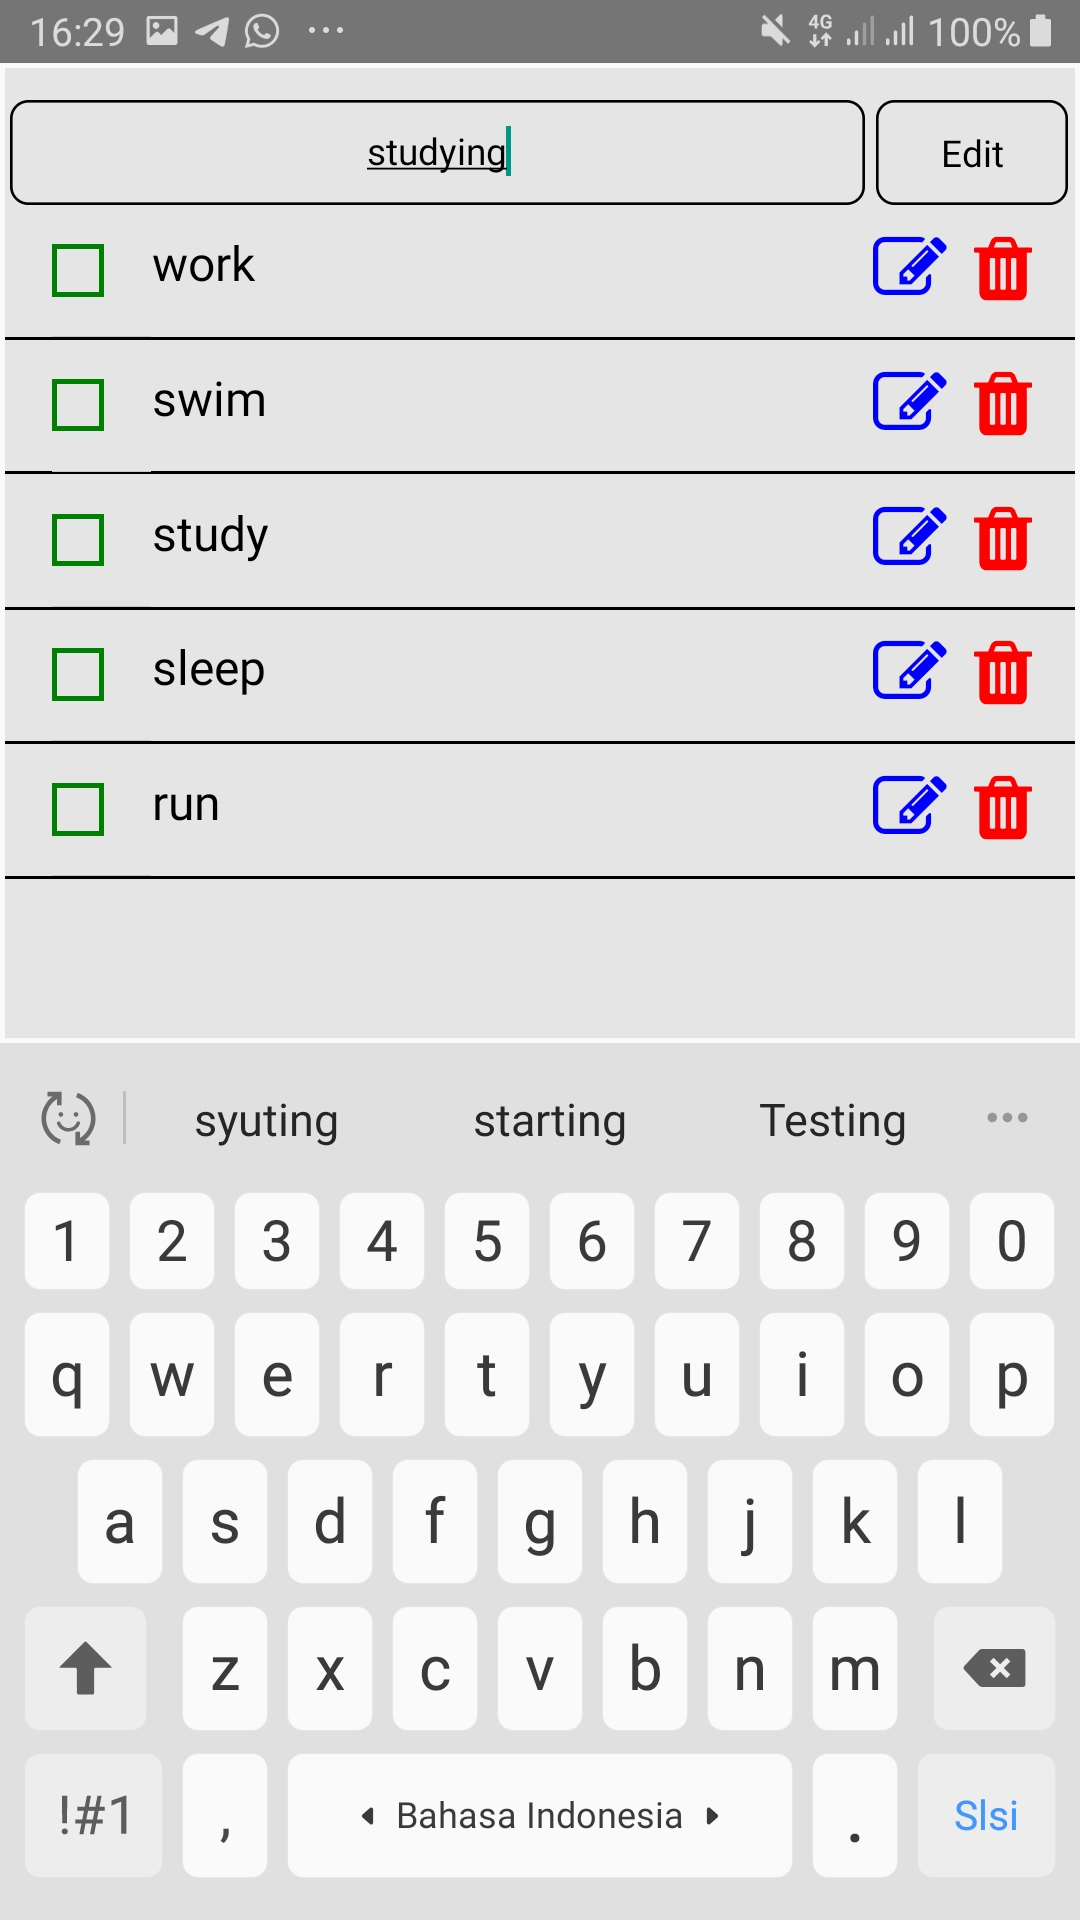 16:29 4G 100%
studying Edit
work
swim
study
sleep
run
syuting starting Testing
1 2 3 4 5 6 7 8 9 0
q w e r t y u i o p
a s d f g h j k l
z x c v b n m
!#1 , Bahasa Indonesia . Slsi